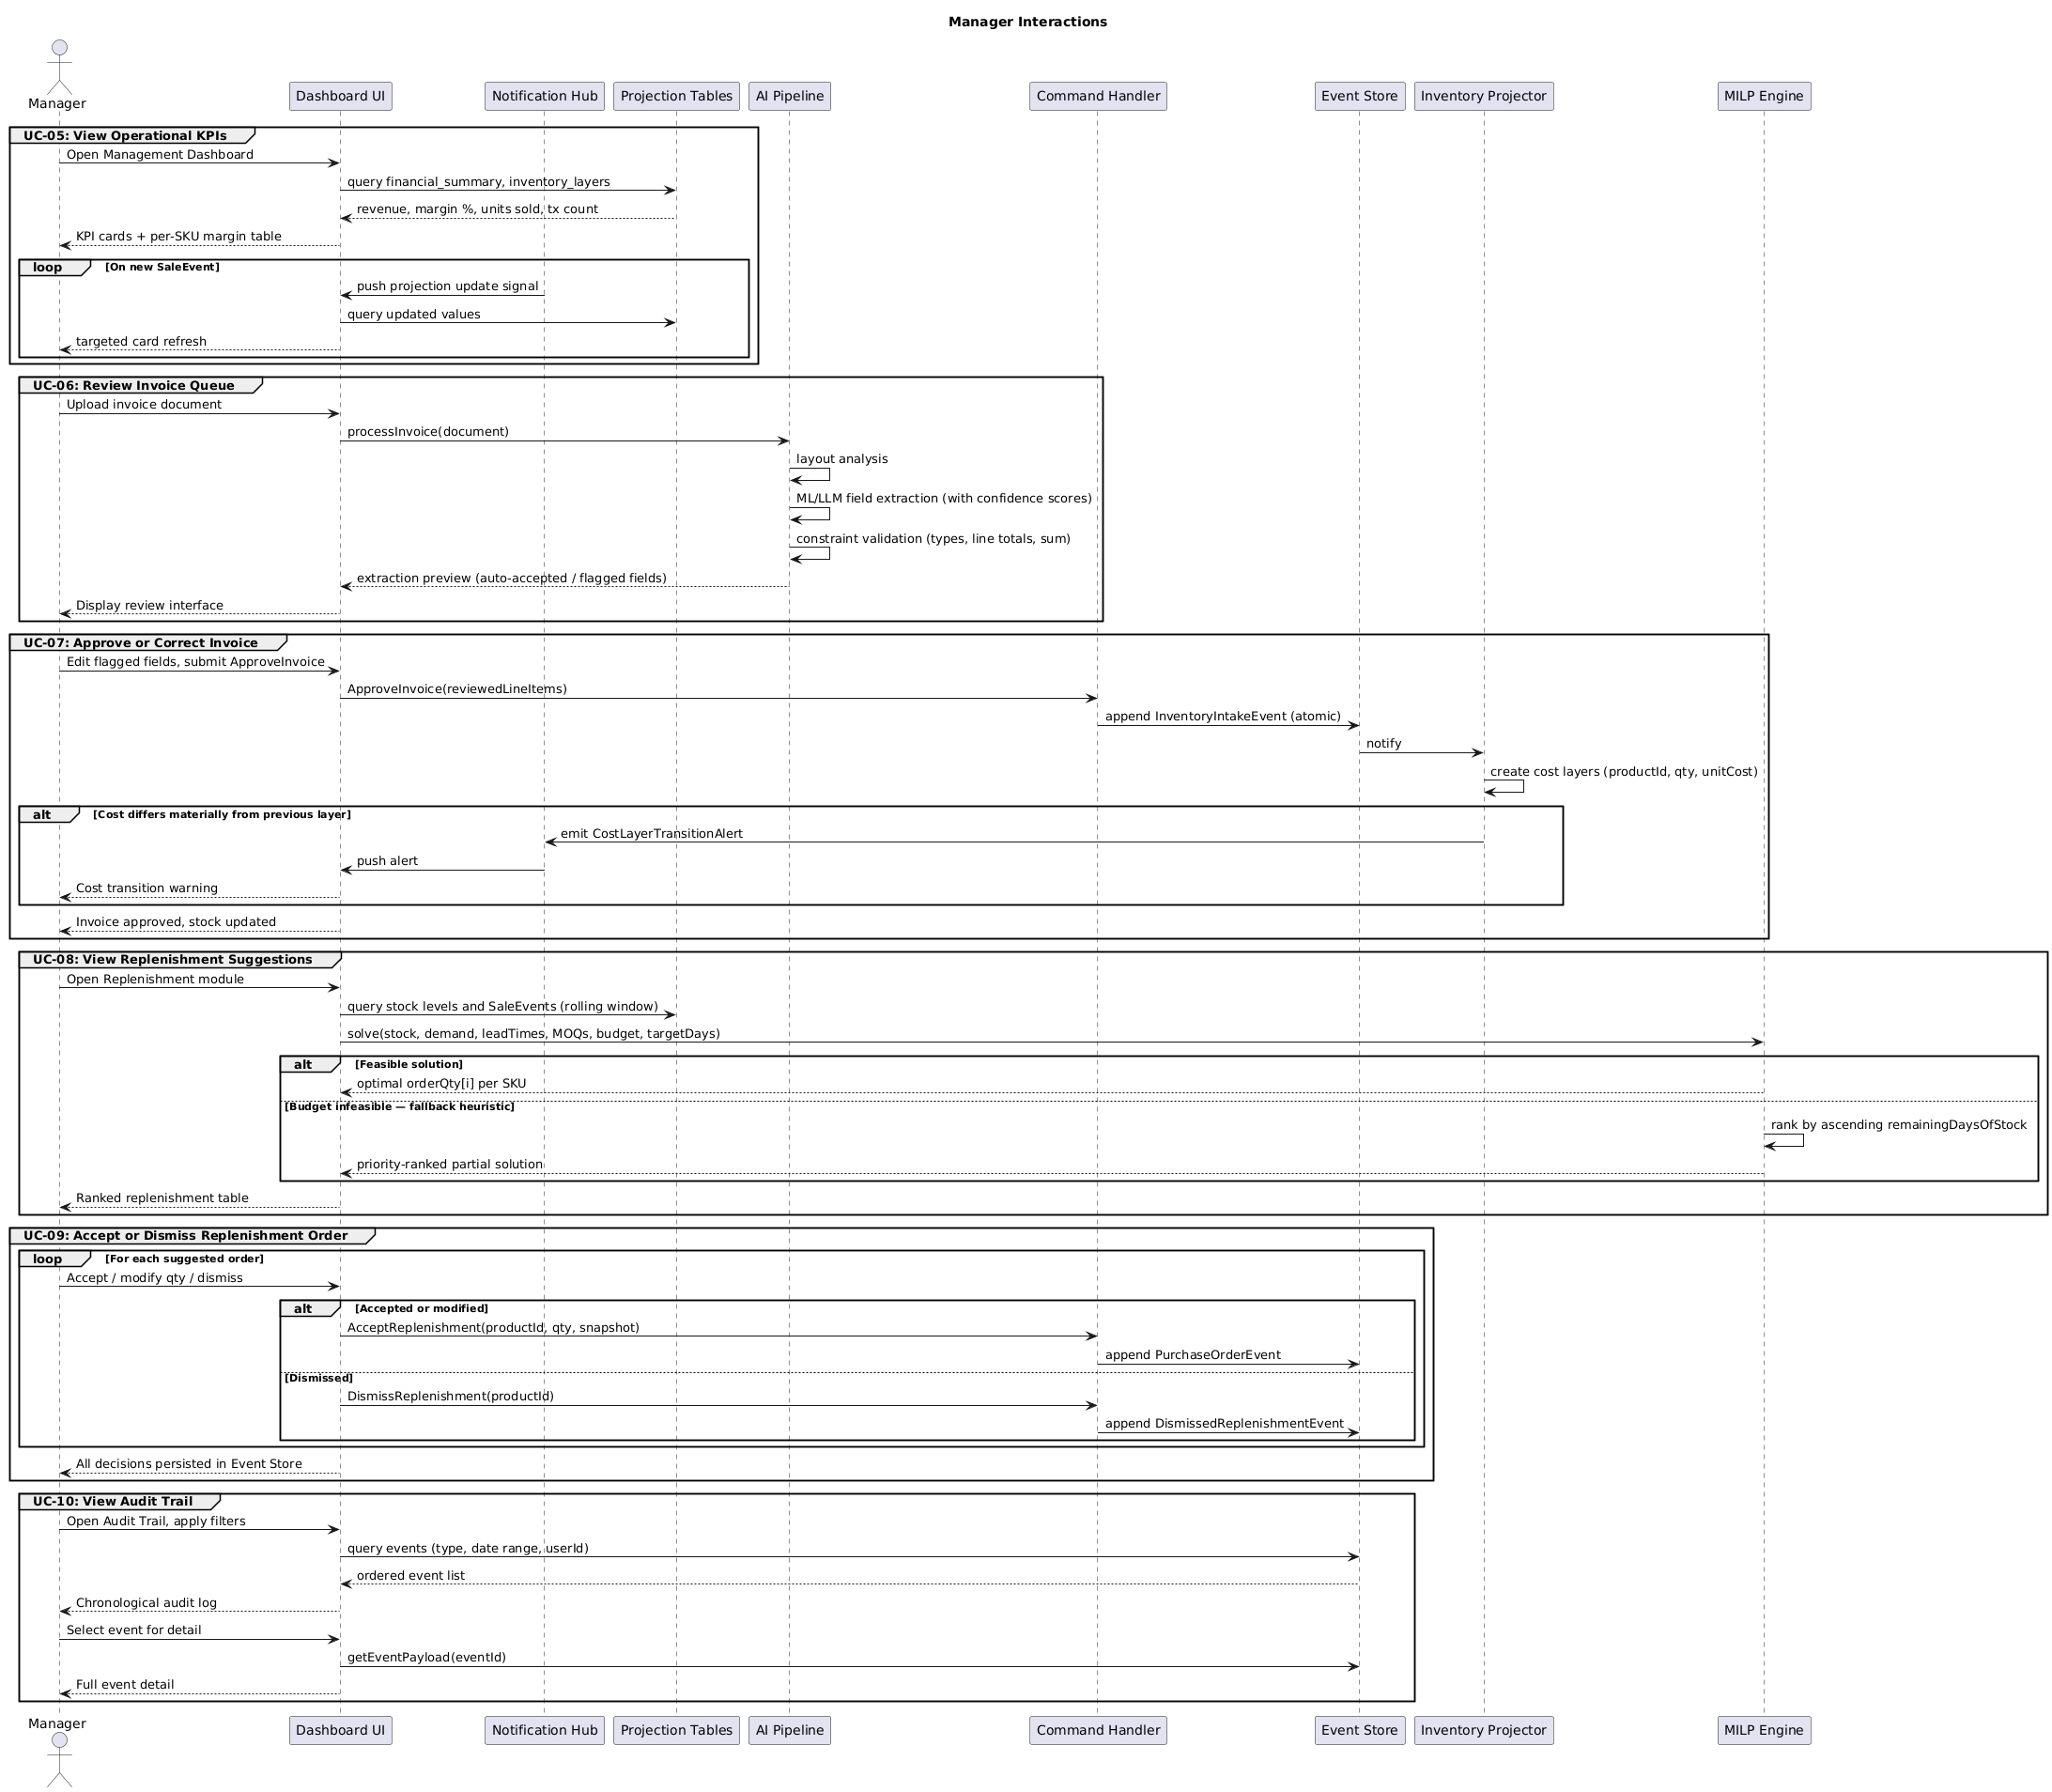 Manager Interactions
Manager
Dashboard UI
Notification Hub
Projection Tables
AI Pipeline
Command Handler
Event Store
Inventory Projector
MILP Engine
UC-05: View Operational KPIs
Open Management Dashboard
query financial_summary, inventory_layers
revenue, margin %, units sold, tx count
KPI cards + per-SKU margin table
loop [On new SaleEvent]
push projection update signal
query updated values
targeted card refresh
UC-06: Review Invoice Queue
Upload invoice document
processInvoice(document)
layout analysis
ML/LLM field extraction (with confidence scores)
constraint validation (types, line totals, sum)
extraction preview (auto-accepted / flagged fields)
Display review interface
UC-07: Approve or Correct Invoice
Edit flagged fields, submit ApproveInvoice
ApproveInvoice(reviewedLineItems)
append InventoryIntakeEvent (atomic)
notify
create cost layers (productId, qty, unitCost)
alt [Cost differs materially from previous layer]
emit CostLayerTransitionAlert
push alert
Cost transition warning
Invoice approved, stock updated
UC-08: View Replenishment Suggestions
Open Replenishment module
query stock levels and SaleEvents (rolling window)
solve(stock, demand, leadTimes, MOQs, budget, targetDays)
alt [Feasible solution]
optimal orderQty[i] per SKU
[Budget infeasible — fallback heuristic]
rank by ascending remainingDaysOfStock
priority-ranked partial solution
Ranked replenishment table
UC-09: Accept or Dismiss Replenishment Order
loop [For each suggested order]
Accept / modify qty / dismiss
alt [Accepted or modified]
AcceptReplenishment(productId, qty, snapshot)
append PurchaseOrderEvent
[Dismissed]
DismissReplenishment(productId)
append DismissedReplenishmentEvent
All decisions persisted in Event Store
UC-10: View Audit Trail
Open Audit Trail, apply filters
query events (type, date range, userId)
ordered event list
Chronological audit log
Select event for detail
getEventPayload(eventId)
Full event detail
Manager
Dashboard UI
Notification Hub
Projection Tables
AI Pipeline
Command Handler
Event Store
Inventory Projector
MILP Engine